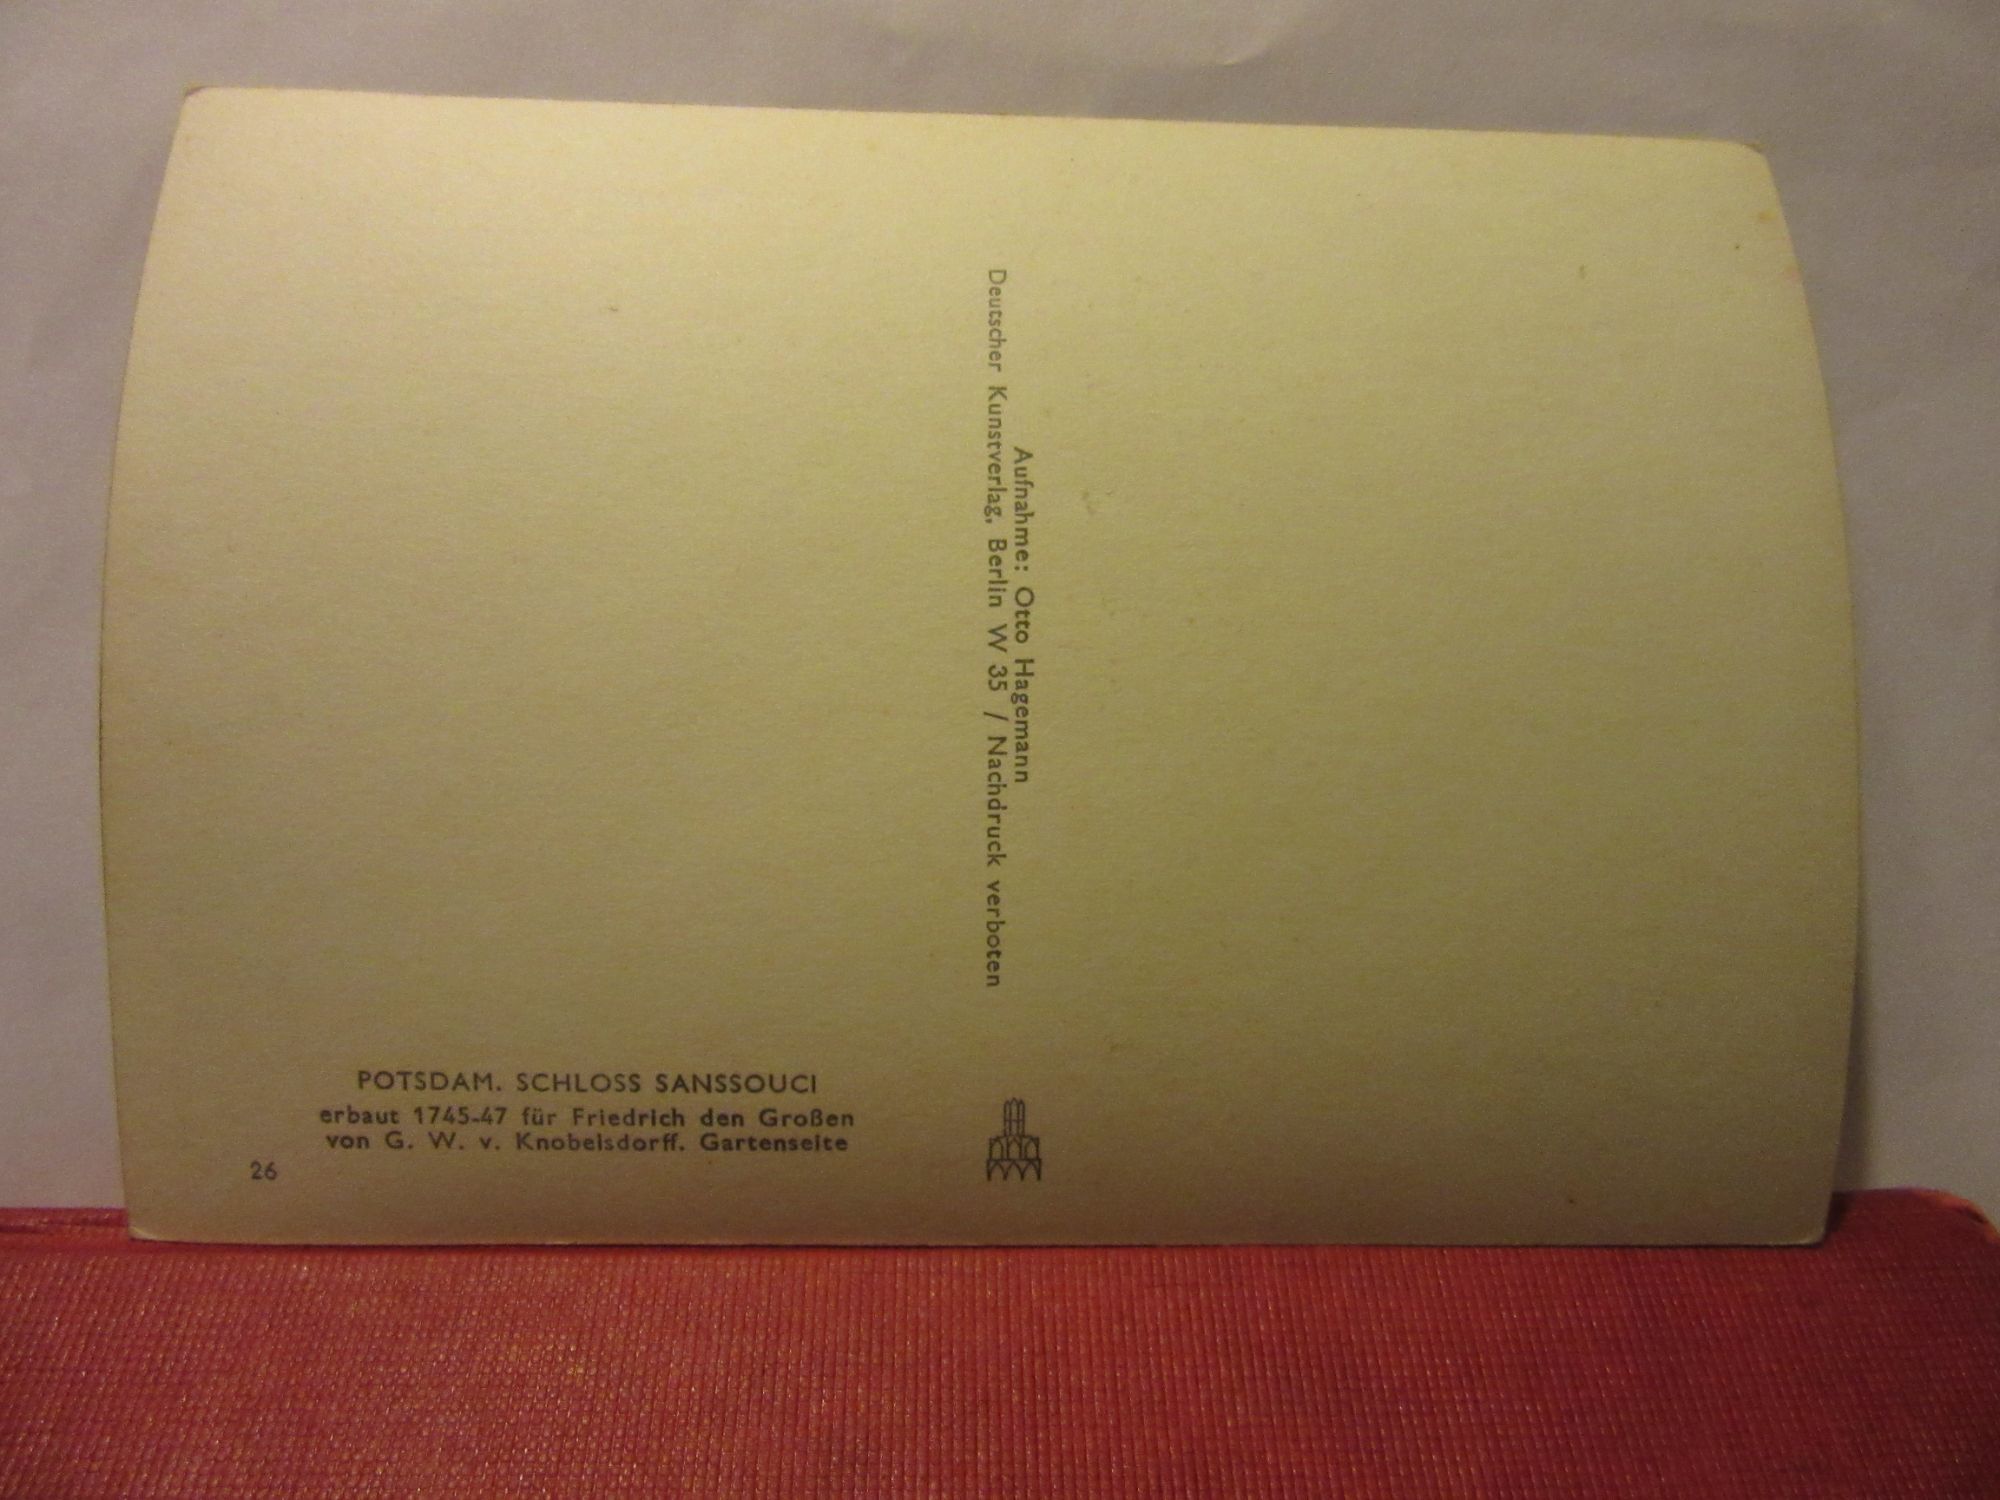 Aufnahme: Otto Hagemann
Deutscher Kunstverlag, Berlin W 35 / Nachdruck verboten
POTSDAM. SCHLOSS SANSSOUCI
erbaut 1745-47 für Friedrich den Großen
von G. W. v. Knobelsdorff. Gartenseite
26